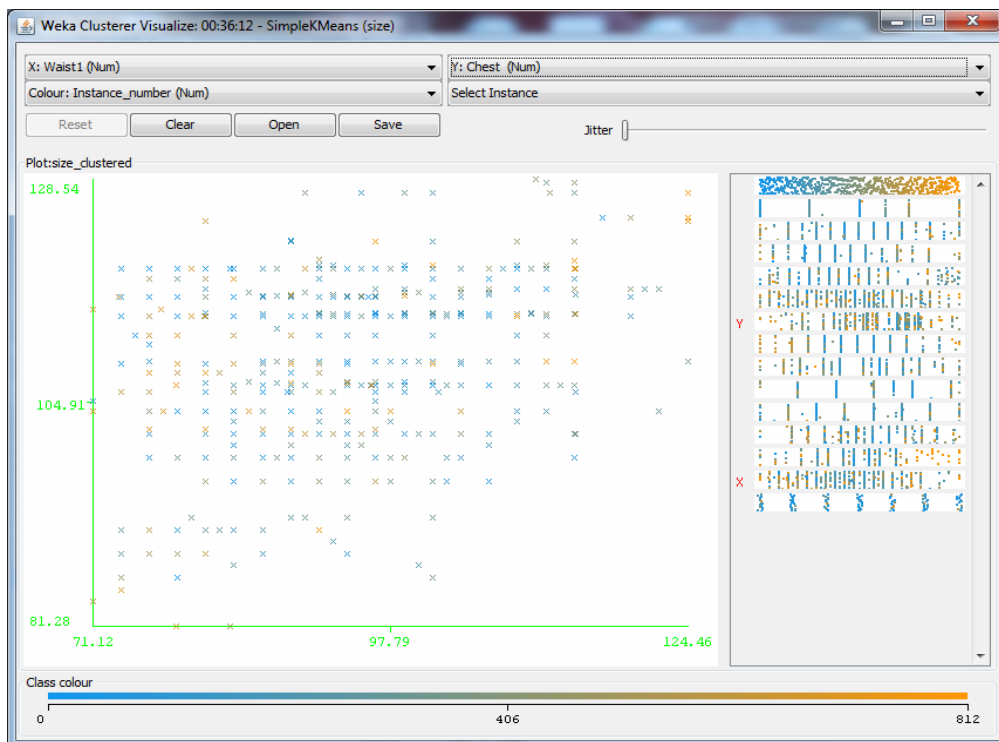 Weka Clusterer Visualize: 00:36:12 - SimpleKMeans (size)
X: Waist1 (Num)
Y: Chest (Num)
Colour: Instance_number (Num)
Select Instance
Reset
Clear
Open
Save
Jitter
Plot:size_clustered
128.54
104.91
81.28
71.12
97.79
124.46
Y
X
Class colour
0
406
812